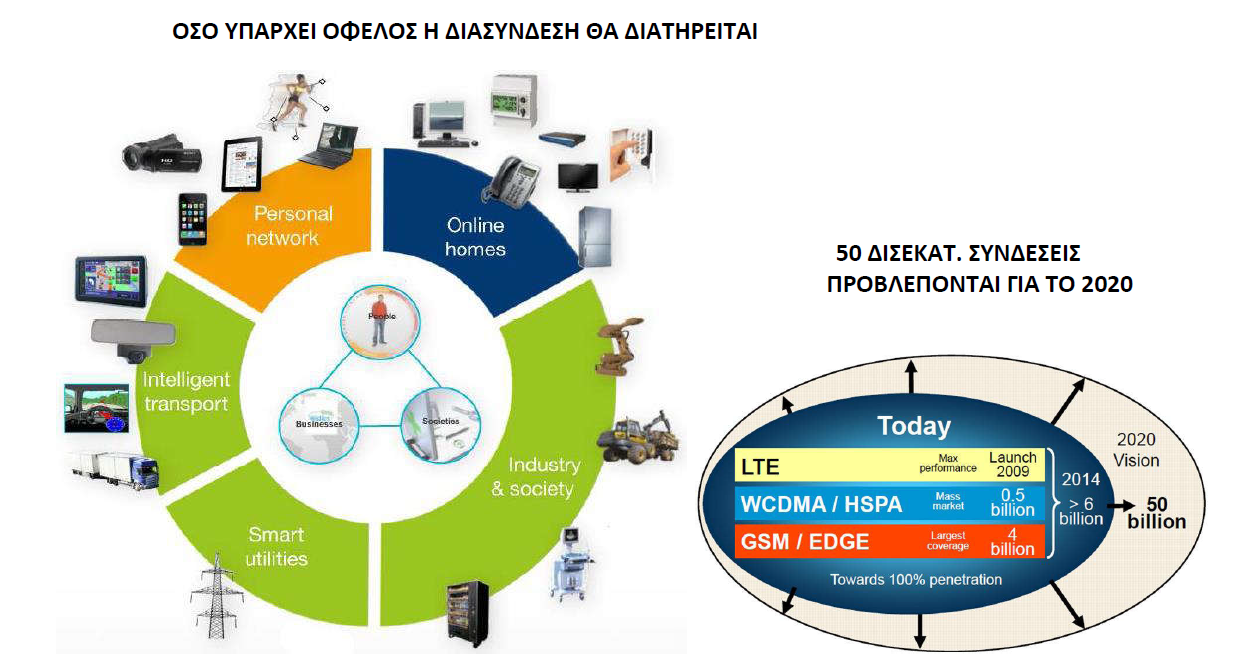 ΟΣΟ ΥΠΑΡΧΕΙ ΟΦΕΛΟΣ Η ΔΙΑΣΥΝΔΕΣΗ ΘΑ ΔΙΑΤΗΡΕΙΤΑΙ
Personal
network
Online
homes
Intelligent
transport
Industry
& society
Smart
utilities
People
Businesses
Societies
50 ΔΙΣΕΚΑΤ. ΣΥΝΔΕΣΕΙΣ
ΠΡΟΒΛΕΠΟΝΤΑΙ ΓΙΑ ΤΟ 2020
Today
LTE
Max
performance
Launch
2009
WCDMA / HSPA
Mass
market
0.5
billion
GSM / EDGE
Largest
coverage
4
billion
2014
> 6
billion
Towards 100% penetration
2020
Vision
50
billion